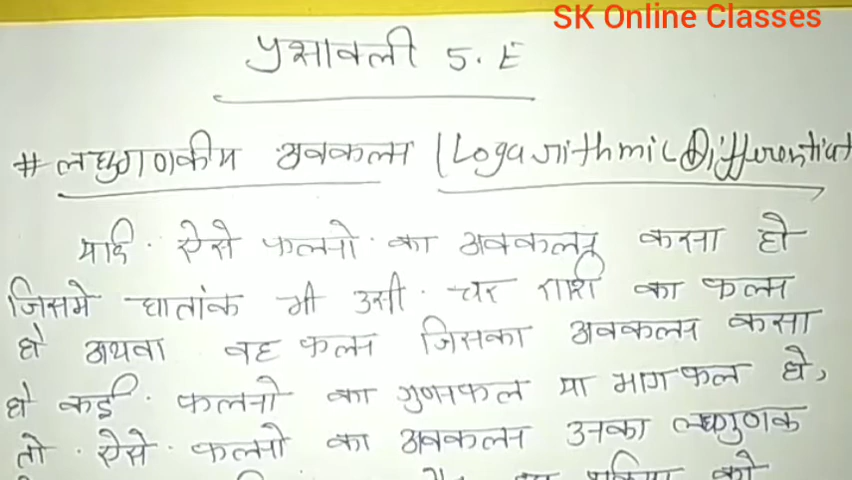 SK Online Classes
प्रश्नावली 5.E
# लघुगणकीय अवकलन (Logarithmic Differentiat
यदि ऐसे फलनो का अवकलन करना हो
जिसमे घातांक भी उसी चर राशि का फलन
हो अथवा वह फलन जिसका अवकलन करना
हो कई फलनो का गुणनफल या भागफल हो,
तो ऐसे फलनो का अवकलन उनका लघुगणक